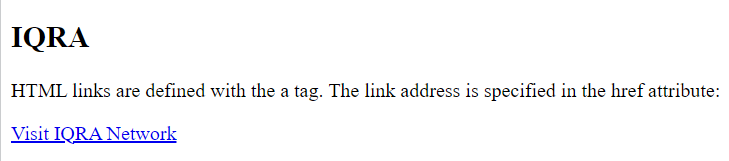 IQRA
HTML links are defined with the a tag. The link address is specified in the href attribute:
Visit IQRA Network